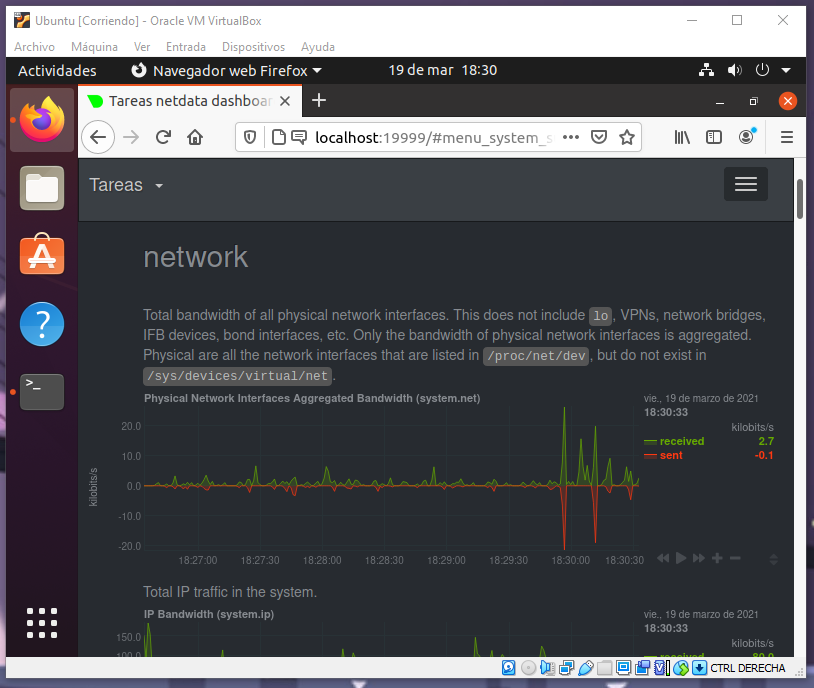 Ubuntu [Corriendo] - Oracle VM VirtualBox
Archivo Máquina Ver Entrada Dispositivos Ayuda
Actividades Navegador web Firefox 19 de mar 18:30
Tareas netdata dashboar
localhost:19999/#menu_system_s
Tareas
network
Total bandwidth of all physical network interfaces. This does not include lo, VPNs, network bridges,
IFB devices, bond interfaces, etc. Only the bandwidth of physical network interfaces is aggregated.
Physical are all the network interfaces that are listed in /proc/net/dev, but do not exist in
/sys/devices/virtual/net.
Physical Network Interfaces Aggregated Bandwidth (system.net)
vie., 19 de marzo de 2021
18:30:33
kilobits/s
received 2.7
sent -0.1
kilobits/s
20.0
10.0
0.0
-10.0
-20.0
18:27:00 18:27:30 18:28:00 18:28:30 18:29:00 18:29:30 18:30:00 18:30:30
Total IP traffic in the system.
IP Bandwidth (system.ip)
vie., 19 de marzo de 2021
18:30:33
kilobits/s
received 80.0
150.0
100.0
CTRL DERECHA